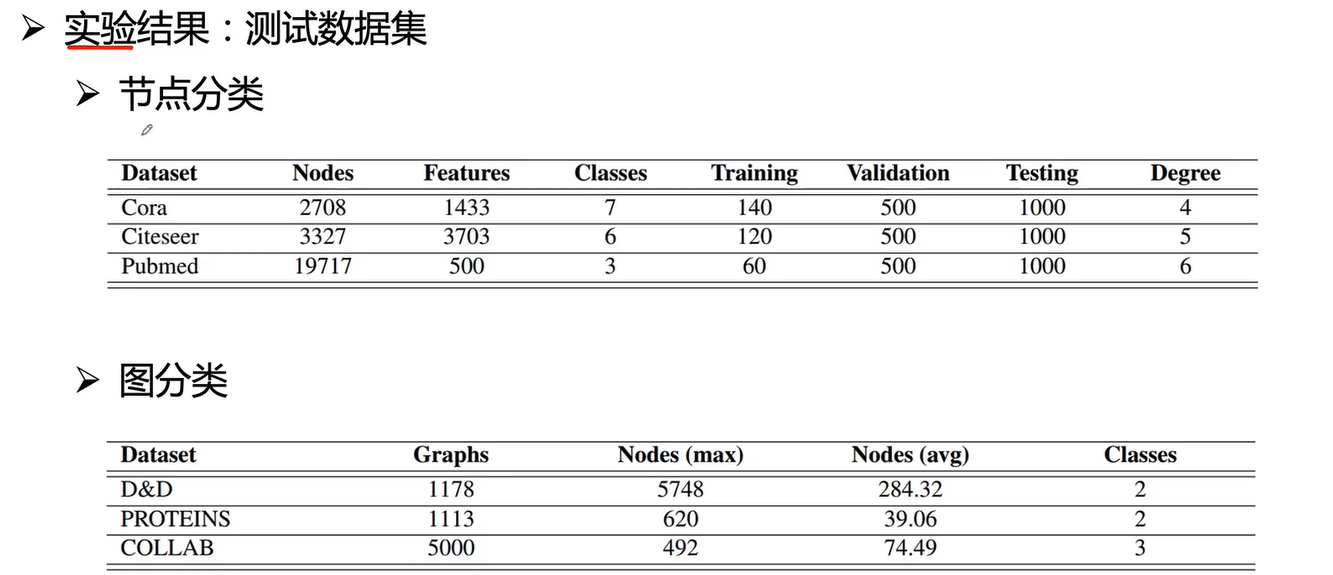 实验结果：测试数据集
节点分类
Dataset Nodes Features Classes Training Validation Testing Degree
Cora 2708 1433 7 140 500 1000 4
Citeseer 3327 3703 6 120 500 1000 5
Pubmed 19717 500 3 60 500 1000 6
图分类
Dataset Graphs Nodes (max) Nodes (avg) Classes
D&D 1178 5748 284.32 2
PROTEINS 1113 620 39.06 2
COLLAB 5000 492 74.49 3